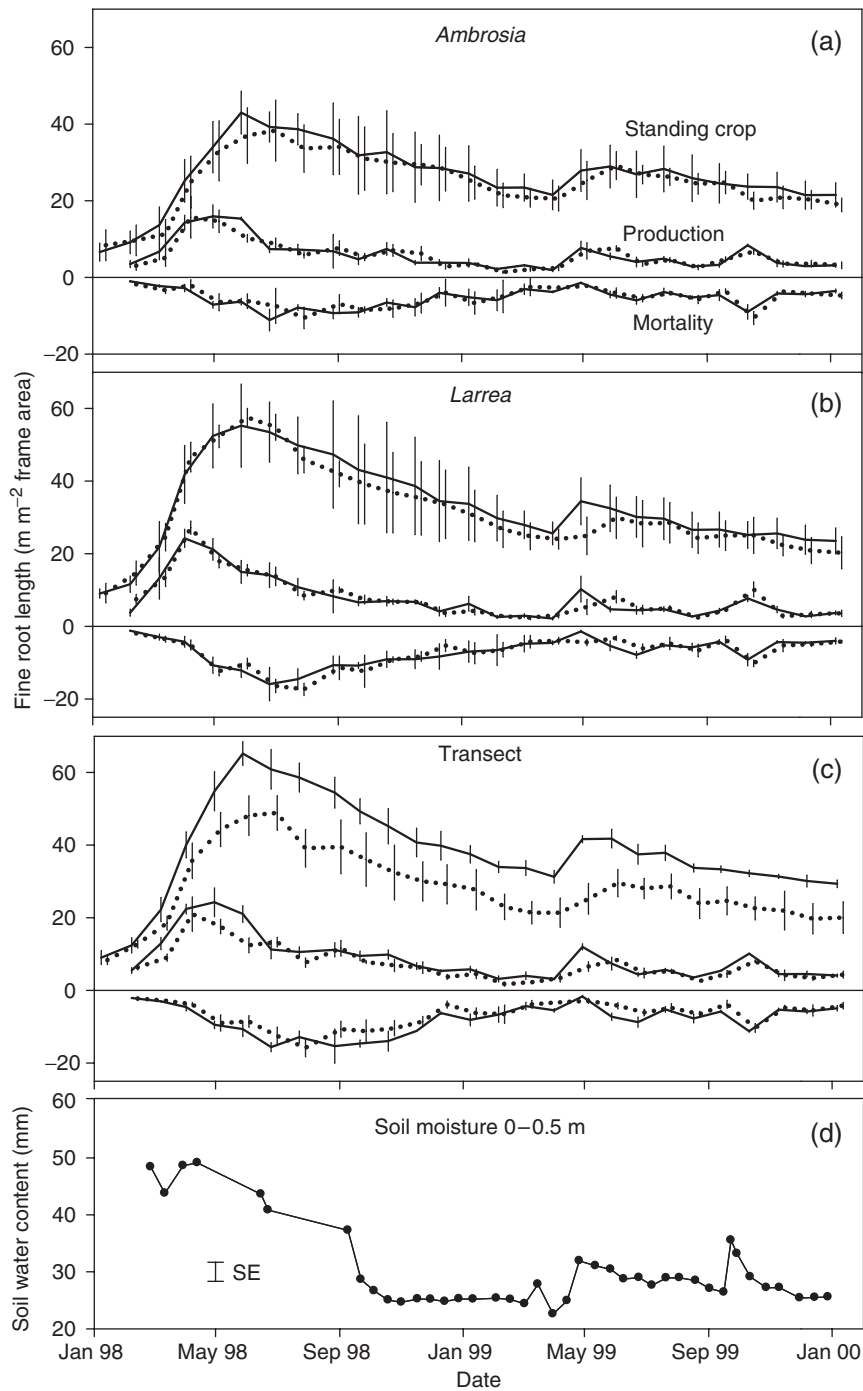 Ambrosia
(a)
60
40
20
0
−20
Standing crop
Production
Mortality
Larrea
(b)
60
40
20
0
−20
Fine root length (m m−2 frame area)
Transect
(c)
60
40
20
0
−20
Soil moisture 0–0.5 m
(d)
60
50
40
30
20
Soil water content (mm)
SE
Jan 98 May 98 Sep 98 Jan 99 May 99 Sep 99 Jan 00
Date